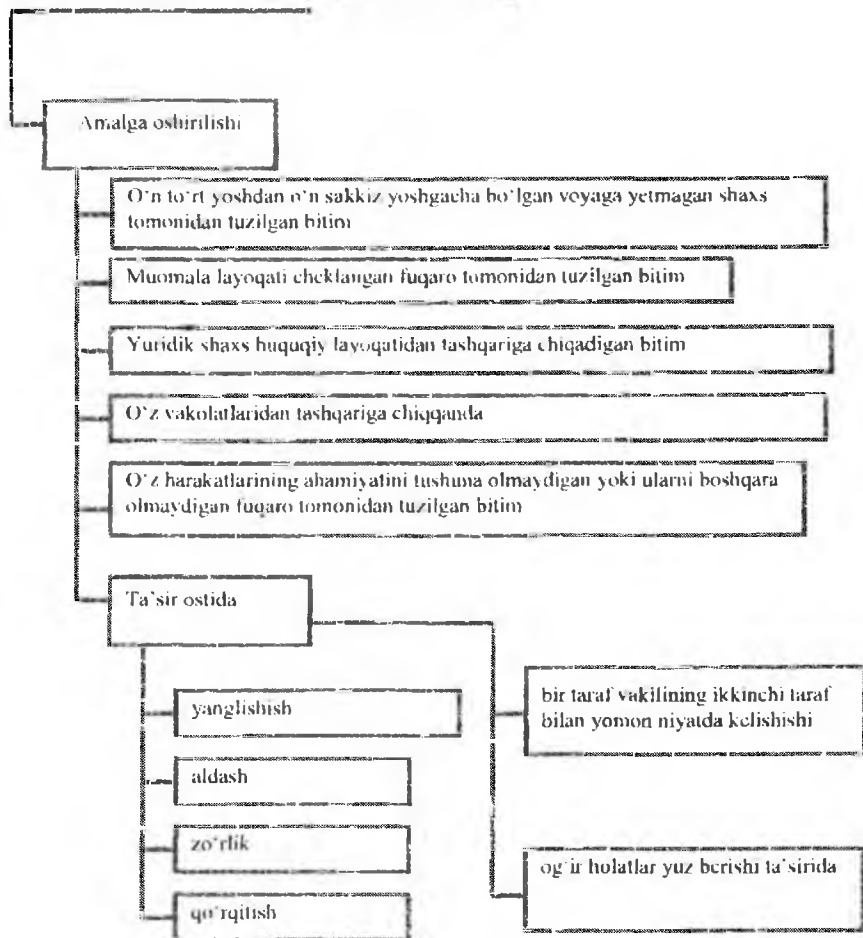 Amalga oshirilishi
O‘n to‘rt yoshdan o‘n sakkiz yoshgacha bo‘lgan voyaga yetmagan shaxs
tomonidan tuzilgan bitim
Muomala layoqati cheklangan fuqaro tomonidan tuzilgan bitim
Yuridik shaxs huquqiy layoqatidan tashqariga chiqadigan bitim
O‘z vakolatlaridan tashqariga chiqqanda
O‘z harakatlarining ahamiyatini tushuna olmaydigan yoki ularni boshqara
olmaydigan fuqaro tomonidan tuzilgan bitim
Ta’sir ostida
yanglishish
aldash
zo‘rlik
qo‘rqitish
bir taraf vakilining ikkinchi taraf
bilan yomon niyatda kelishishi
og‘ir holatlar yuz berishi ta’sirida